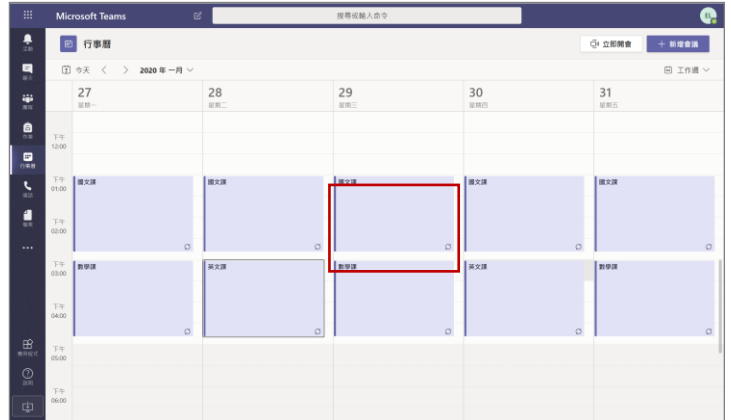 Microsoft Teams
搜尋或輸入命令
行事曆
立即開會
+ 新增會議
今天 2020 年 一月
工作週
27 28 29 30 31
星期一 星期二 星期三 星期四 星期五
活動
聊天
團隊
作業
行事曆
通話
檔案
應用程式
說明
下午
12:00
下午
01:00
國文課 國文課 國文課 國文課 國文課
下午
02:00
下午
03:00
數學課 英文課 數學課 英文課 數學課
下午
04:00
下午
05:00
下午
06:00